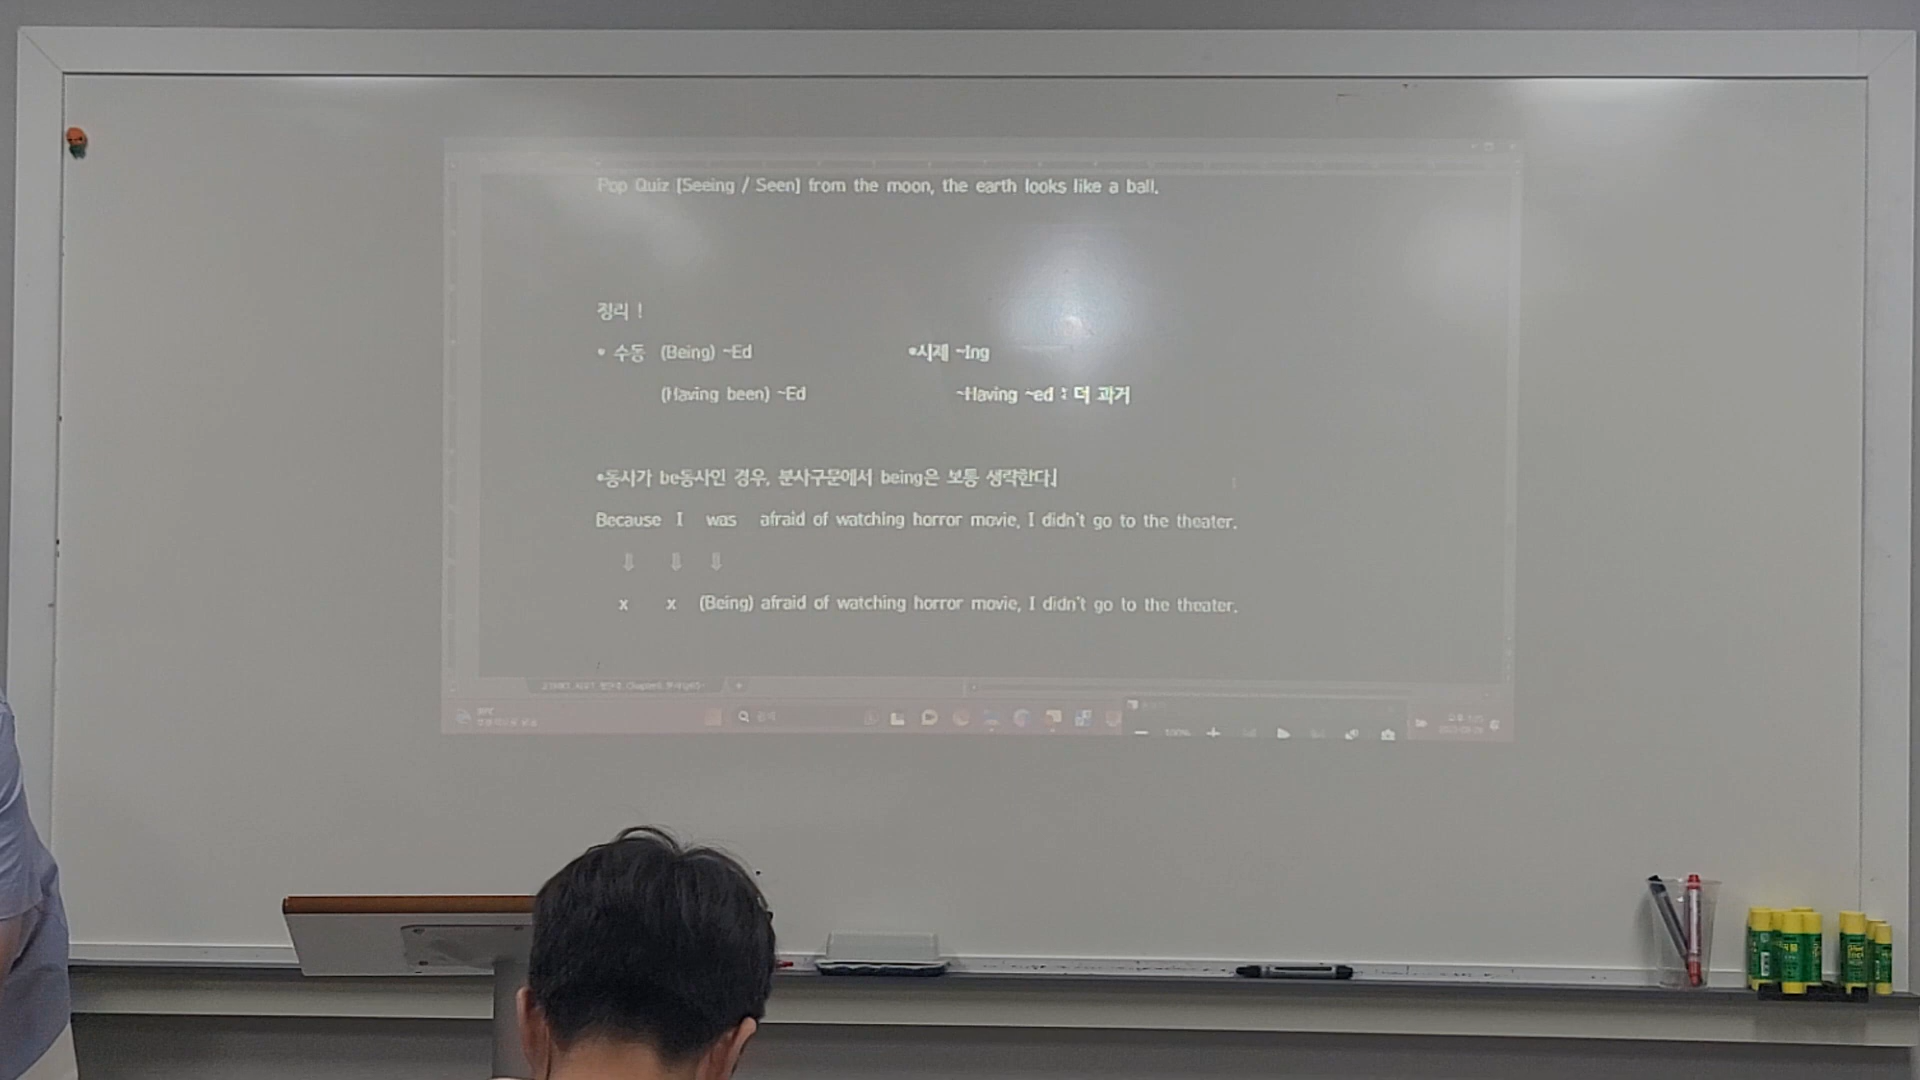 Pop Quiz [Seeing / Seen] from the moon, the earth looks like a ball.
정리 !
• 수동 (Being) ~Ed •시제 ~Ing
(Having been) ~Ed ~Having ~ed : 더 과거
•동사가 be동사인 경우, 분사구문에서 being은 보통 생략한다.
Because I was afraid of watching horror movie, I didn't go to the theater.
⇓ ⇓ ⇓
x x (Being) afraid of watching horror movie, I didn't go to the theater.
검색
100%